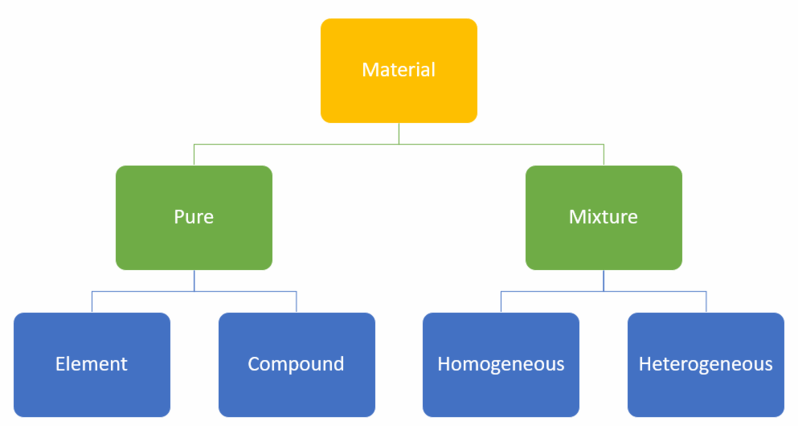 Material
Pure
Mixture
Element
Compound
Homogeneous
Heterogeneous